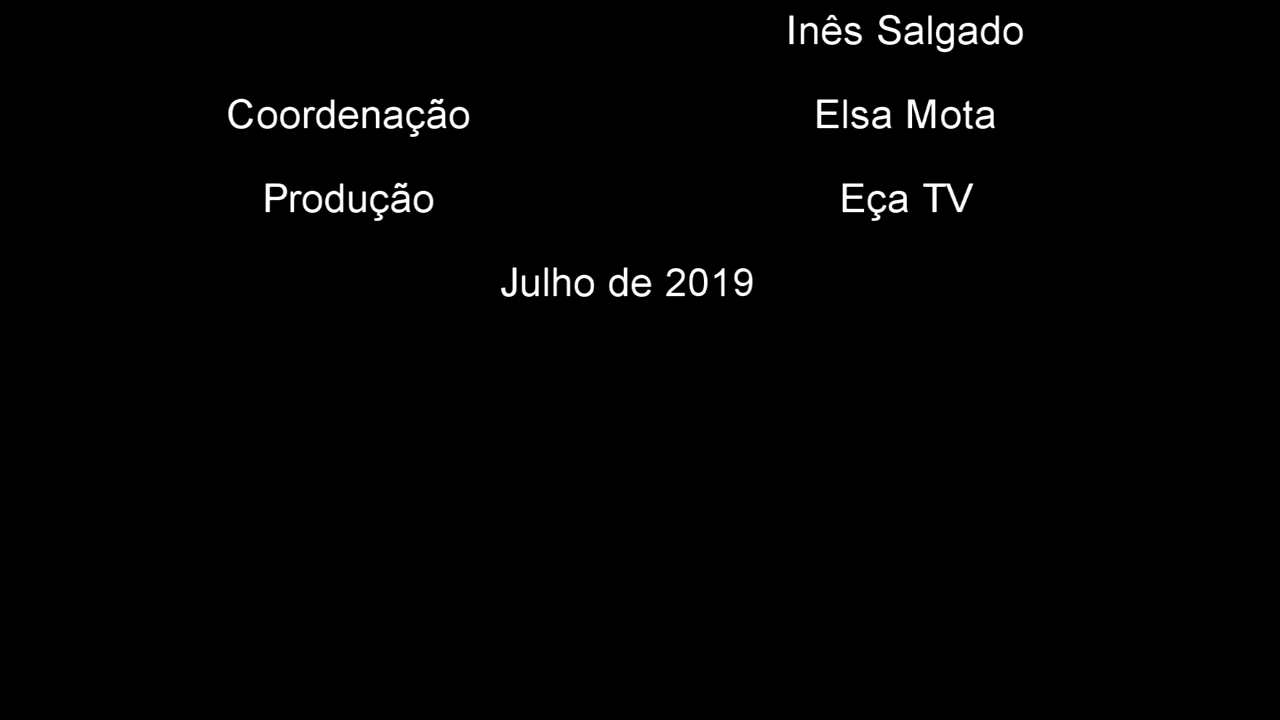 Inês Salgado
Coordenação Elsa Mota
Produção Eça TV
Julho de 2019